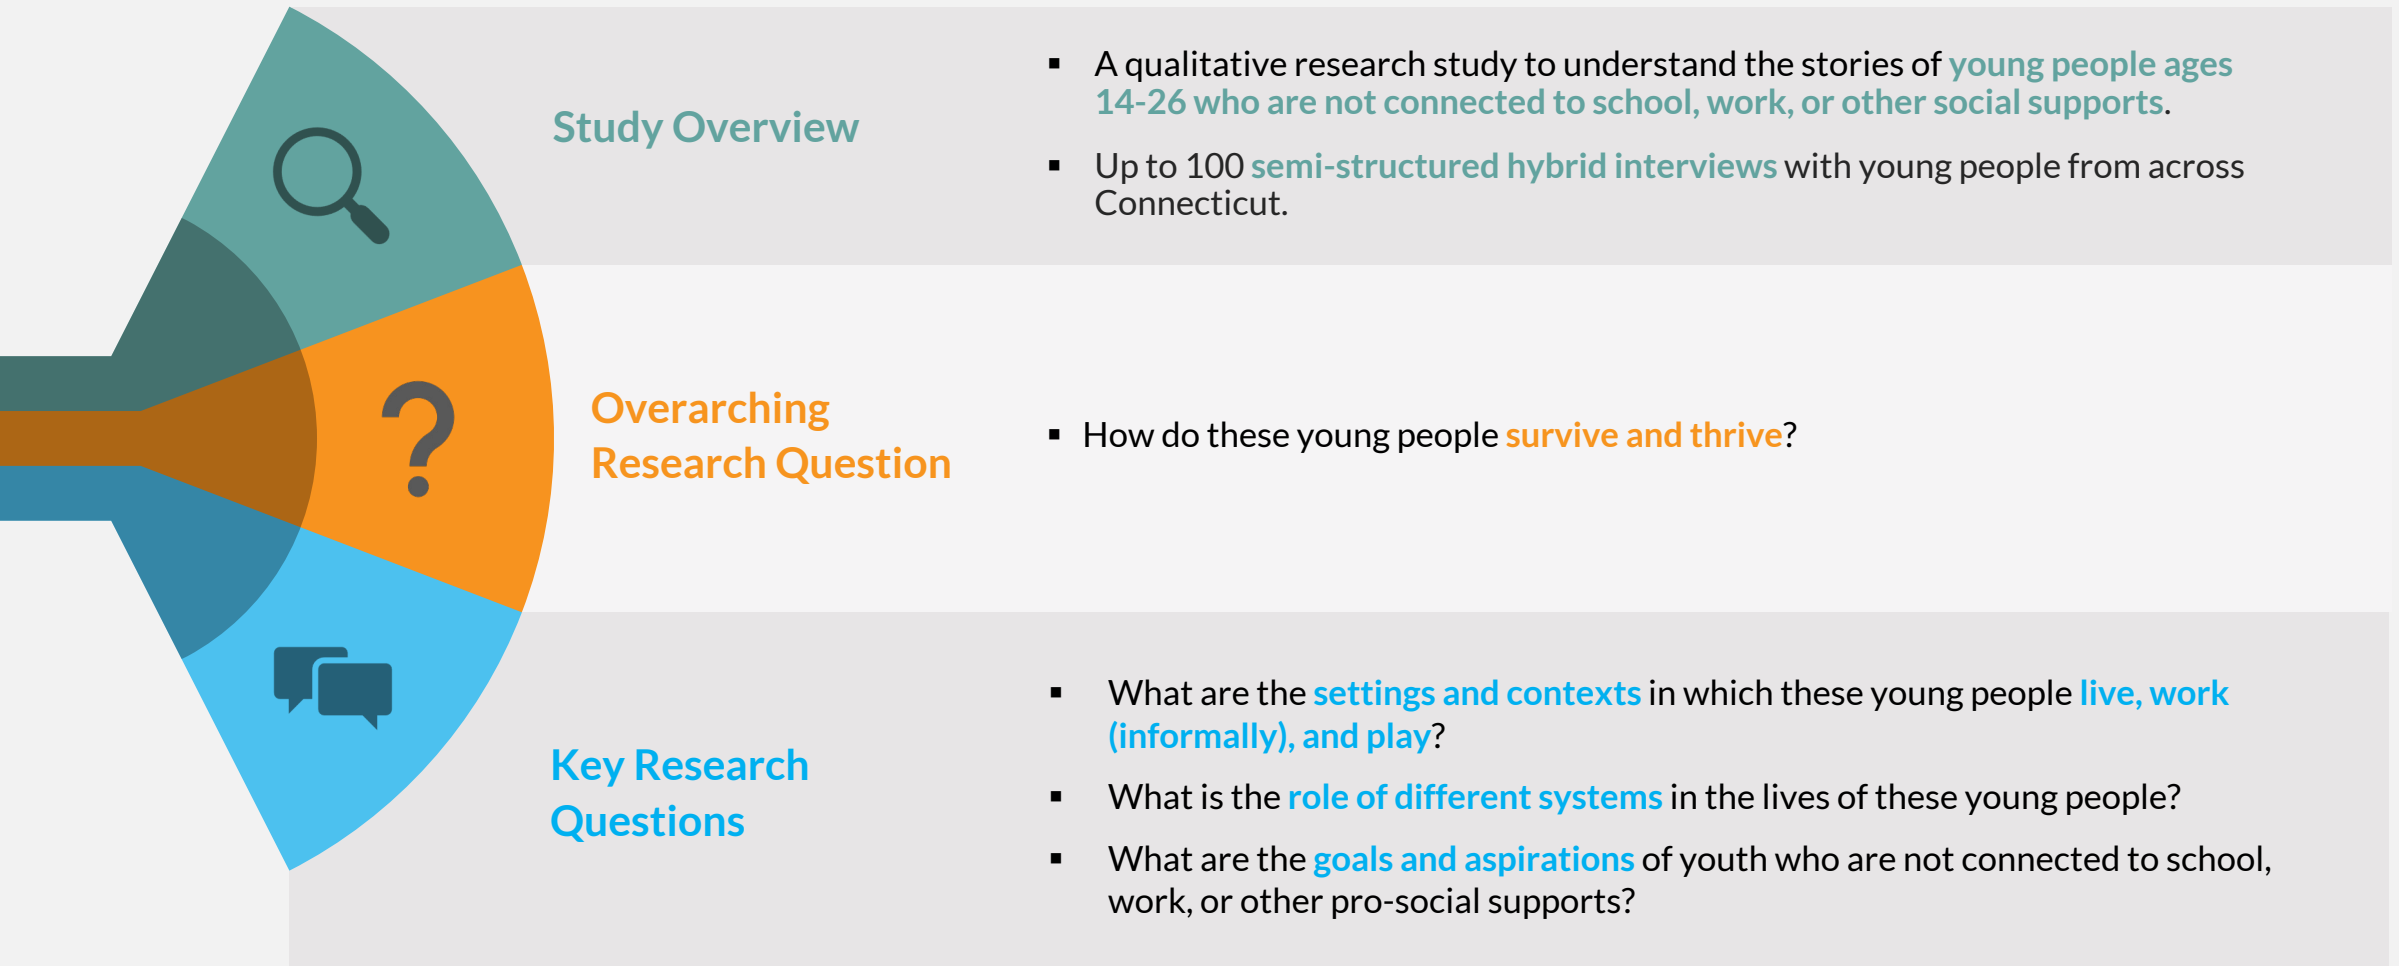 Study Overview
▪ A qualitative research study to understand the stories of young people ages
14-26 who are not connected to school, work, or other social supports.
▪ Up to 100 semi-structured hybrid interviews with young people from across
Connecticut.
Overarching
Research Question
▪ How do these young people survive and thrive?
Key Research
Questions
▪ What are the settings and contexts in which these young people live, work
(informally), and play?
▪ What is the role of different systems in the lives of these young people?
▪ What are the goals and aspirations of youth who are not connected to school,
work, or other pro-social supports?